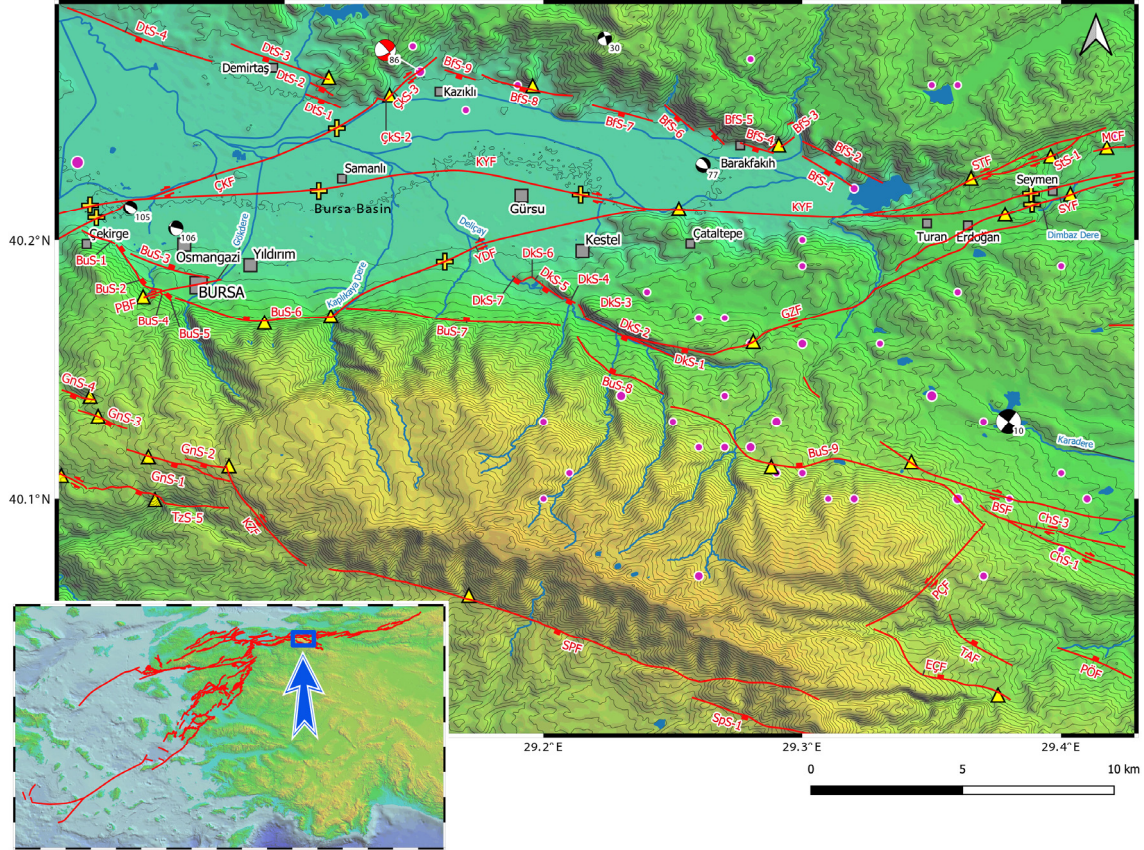 DtS-4
DtS-3
30
Demirtaş
DtS-2
86
BfS-9
Kazıklı
DtS-1
ÇkS-3
BfS-8
ÇkS-2
BfS-7
BfS-6
BfS-5
BfS-4
BfS-3
MCF
Barakfakıh
BfS-2
STF
StS-1
Samanlı
KYF
77
BfS-1
Seymen
ÇKF
Bursa Basin
Gürsu
KYF
SYF
105
106
40.2°N
Çekirge
Gökdere
Deliçay
Kestel
Çataltepe
Turan
Erdoğan
Dimbaz Dere
BuS-1
BuS-3
Osmangazi
Yıldırım
YDF
DkS-6
BuS-2
BURSA
Kaplıkaya Dere
DkS-7
DkS-5
DkS-4
PBF
DkS-3
BuS-4
BuS-5
BuS-6
BuS-7
DkS-2
GZF
DkS-1
GnS-4
BuS-8
GnS-3
10
Karadere
GnS-2
BuS-9
GnS-1
40.1°N
TzS-5
KZF
BSF
ChS-3
ChS-1
PÇF
SPF
TAF
EÇF
PÖF
SpS-1
29.2°E
29.3°E
29.4°E
0
5
10 km